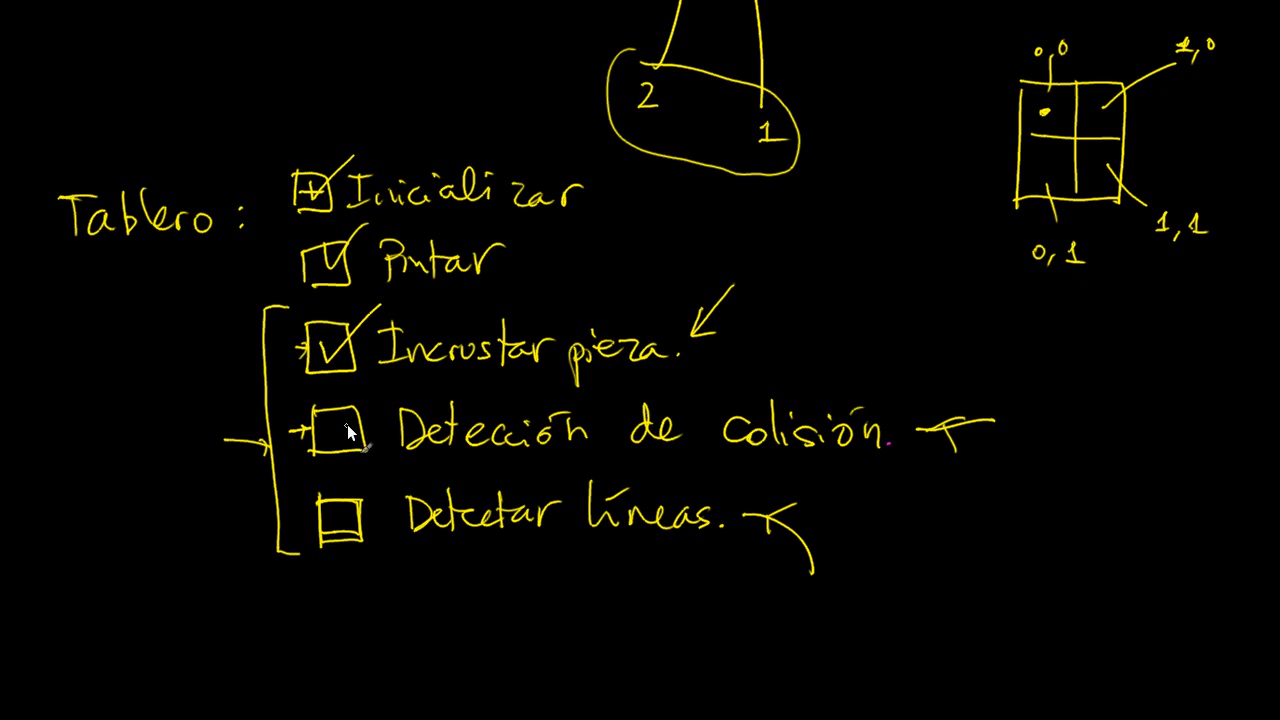 0,0
1,0
2
1
Tablero:
Inicializar
Pintar
1,1
0,1
Incrustar pieza.
Detección de colisión.
Detectar líneas.